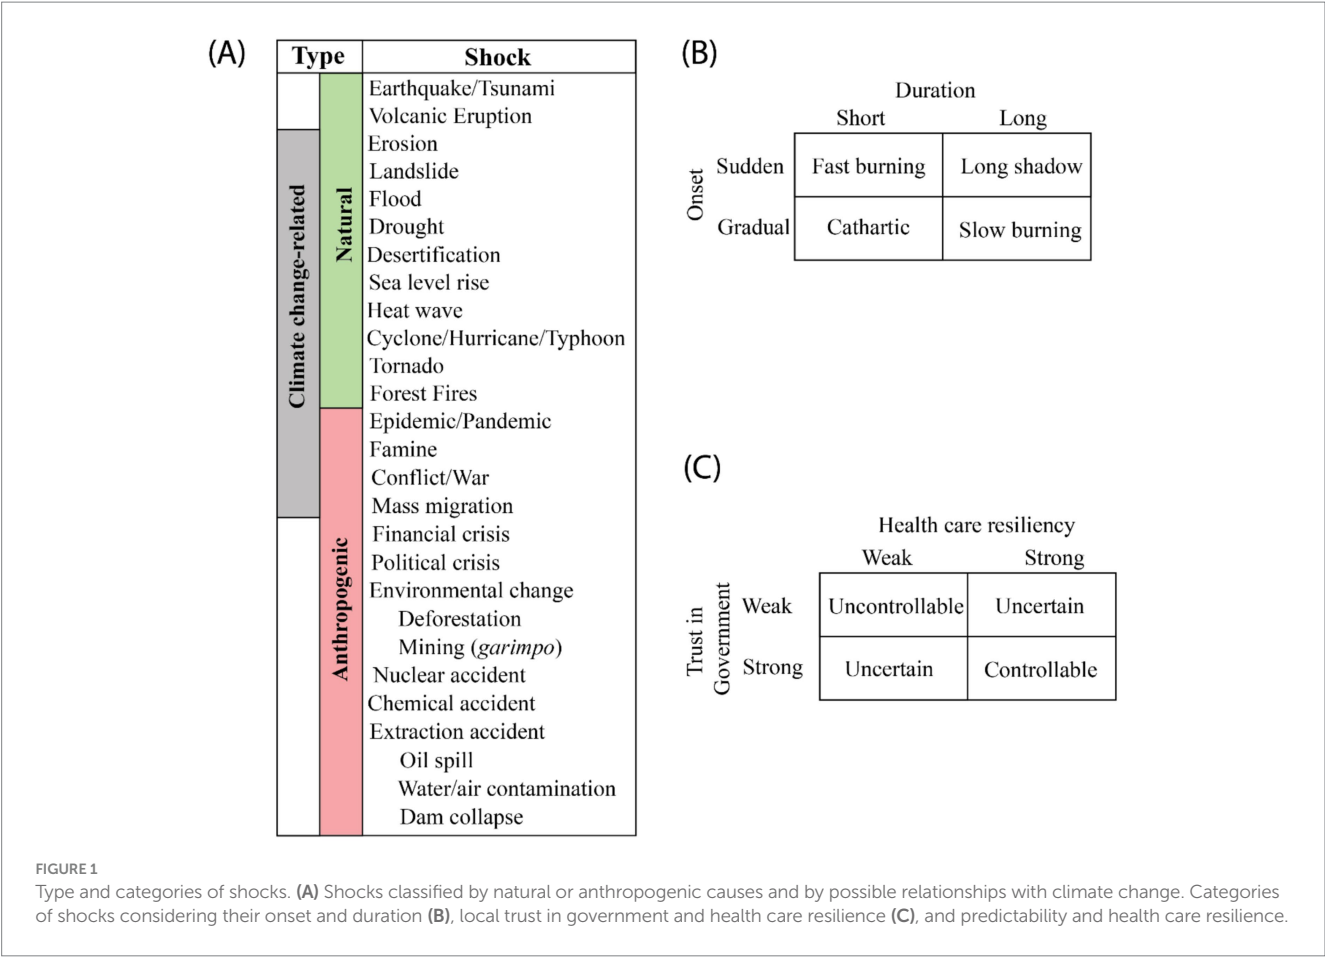 (A)
Type Shock
Climate change-related
Natural
Anthropogenic
Earthquake/Tsunami
Volcanic Eruption
Erosion
Landslide
Flood
Drought
Desertification
Sea level rise
Heat wave
Cyclone/Hurricane/Typhoon
Tornado
Forest Fires
Epidemic/Pandemic
Famine
Conflict/War
Mass migration
Financial crisis
Political crisis
Environmental change
Deforestation
Mining (garimpo)
Nuclear accident
Chemical accident
Extraction accident
Oil spill
Water/air contamination
Dam collapse
(B)
Duration
Short Long
Onset
Sudden Fast burning Long shadow
Gradual Cathartic Slow burning
(C)
Health care resiliency
Weak Strong
Trust in
Government
Weak Uncontrollable Uncertain
Strong Uncertain Controllable
FIGURE 1
Type and categories of shocks. (A) Shocks classified by natural or anthropogenic causes and by possible relationships with climate change. Categories
of shocks considering their onset and duration (B), local trust in government and health care resilience (C), and predictability and health care resilience.